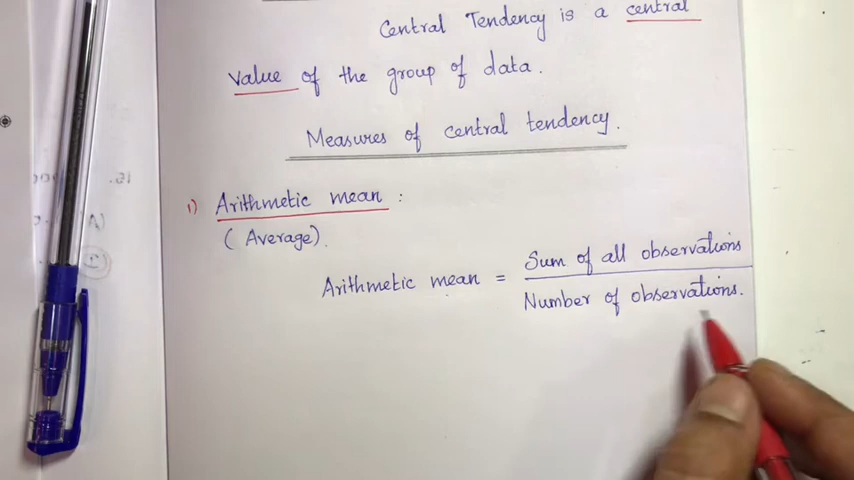 Central Tendency is a central
value of the group of data.
Measures of central tendency.
1) Arithmetic mean :
(Average).
Arithmetic mean = Sum of all observations
Number of observations.